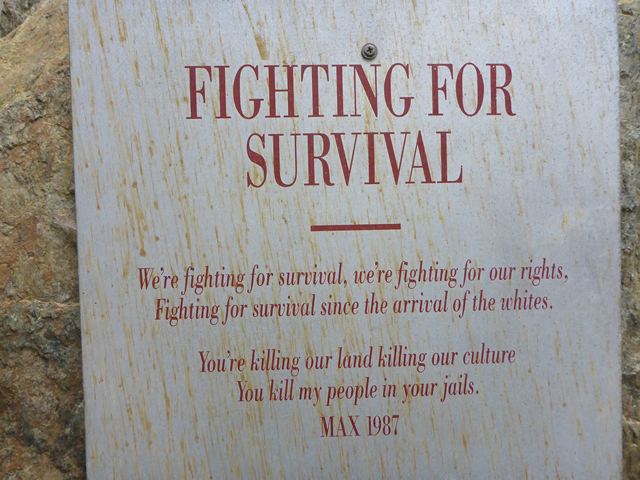 FIGHTING FOR
SURVIVAL
We're fighting for survival, we're fighting for our rights,
Fighting for survival since the arrival of the whites.
You're killing our land killing our culture
You kill my people in your jails.
MAX 1987